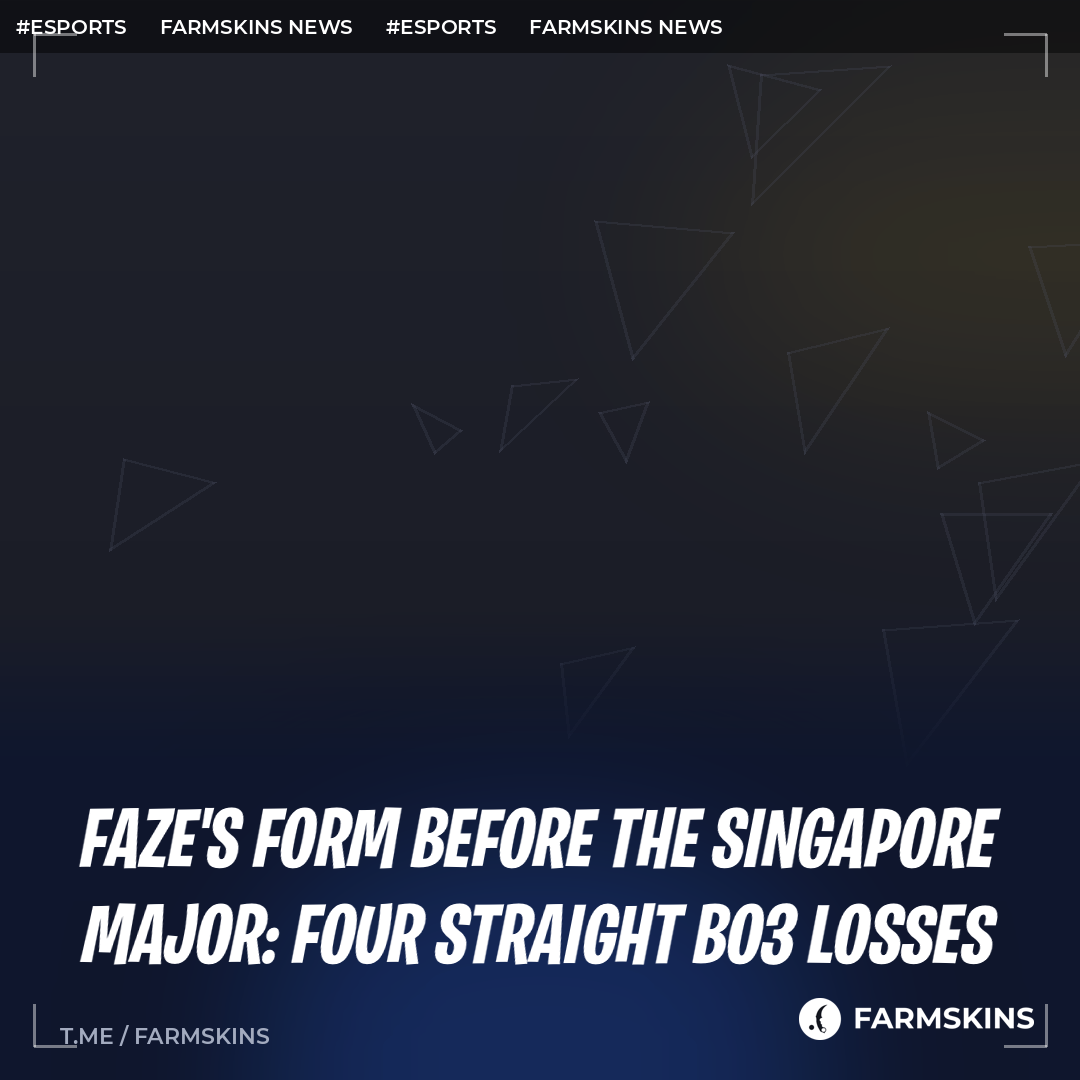 #ESPORTS FARMSKINS NEWS #ESPORTS FARMSKINS NEWS
FAZE'S FORM BEFORE THE SINGAPORE
MAJOR: FOUR STRAIGHT BO3 LOSSES
T.ME / FARMSKINS
FARMSKINS